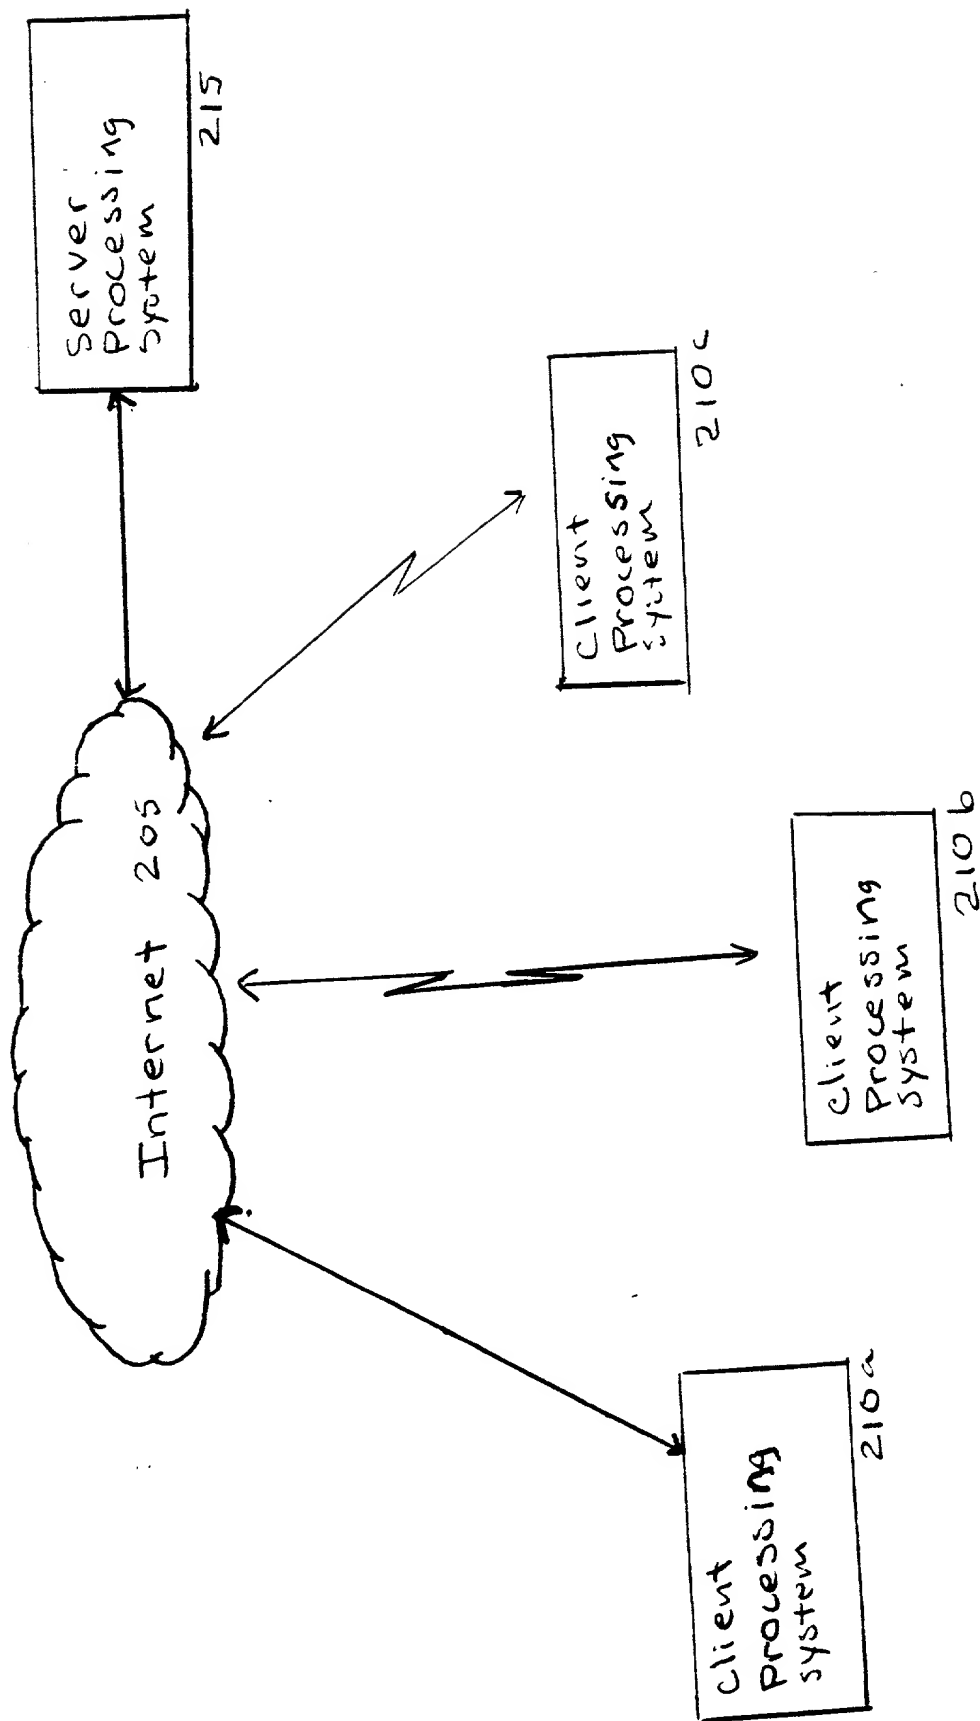 Internet 205
Server
Processing
System
215
Client
Processing
system
210a
Client
Processing
system
210b
Client
Processing
system
210c